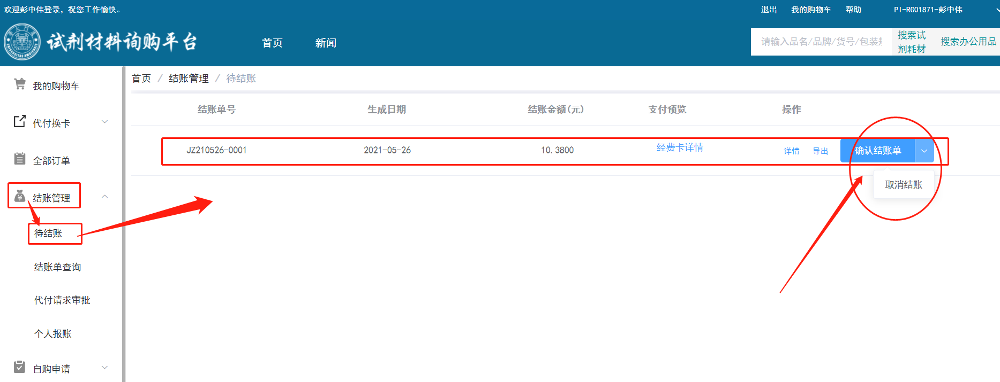 欢迎彭中伟登录，祝您工作愉快。
退出 我的购物车 帮助 PI-RG01871-彭中伟
试剂材料询购平台
首页 新闻
请输入品名/品牌/货号/包装规
搜索试剂耗材
搜索办公用品
我的购物车
代付换卡
全部订单
结账管理
待结账
结账单查询
代付请求审批
个人报账
自购申请
首页 / 结账管理 / 待结账
结账单号 生成日期 结账金额(元) 支付预览 操作
JZ210526-0001 2021-05-26 10.3800 经费卡详情 详情 导出 确认结账单
取消结账